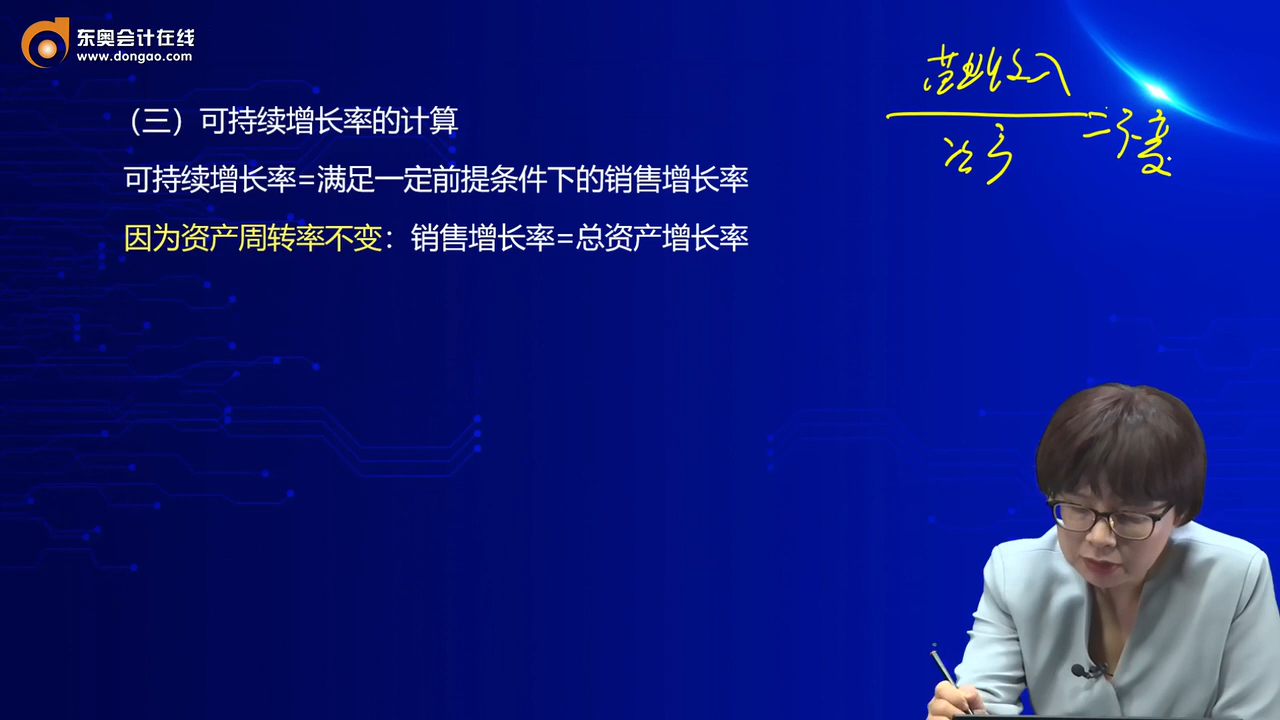 东奥会计在线
www.dongao.com
（三）可持续增长率的计算
可持续增长率=满足一定前提条件下的销售增长率
因为资产周转率不变：销售增长率=总资产增长率
营业收入
资产
=不变